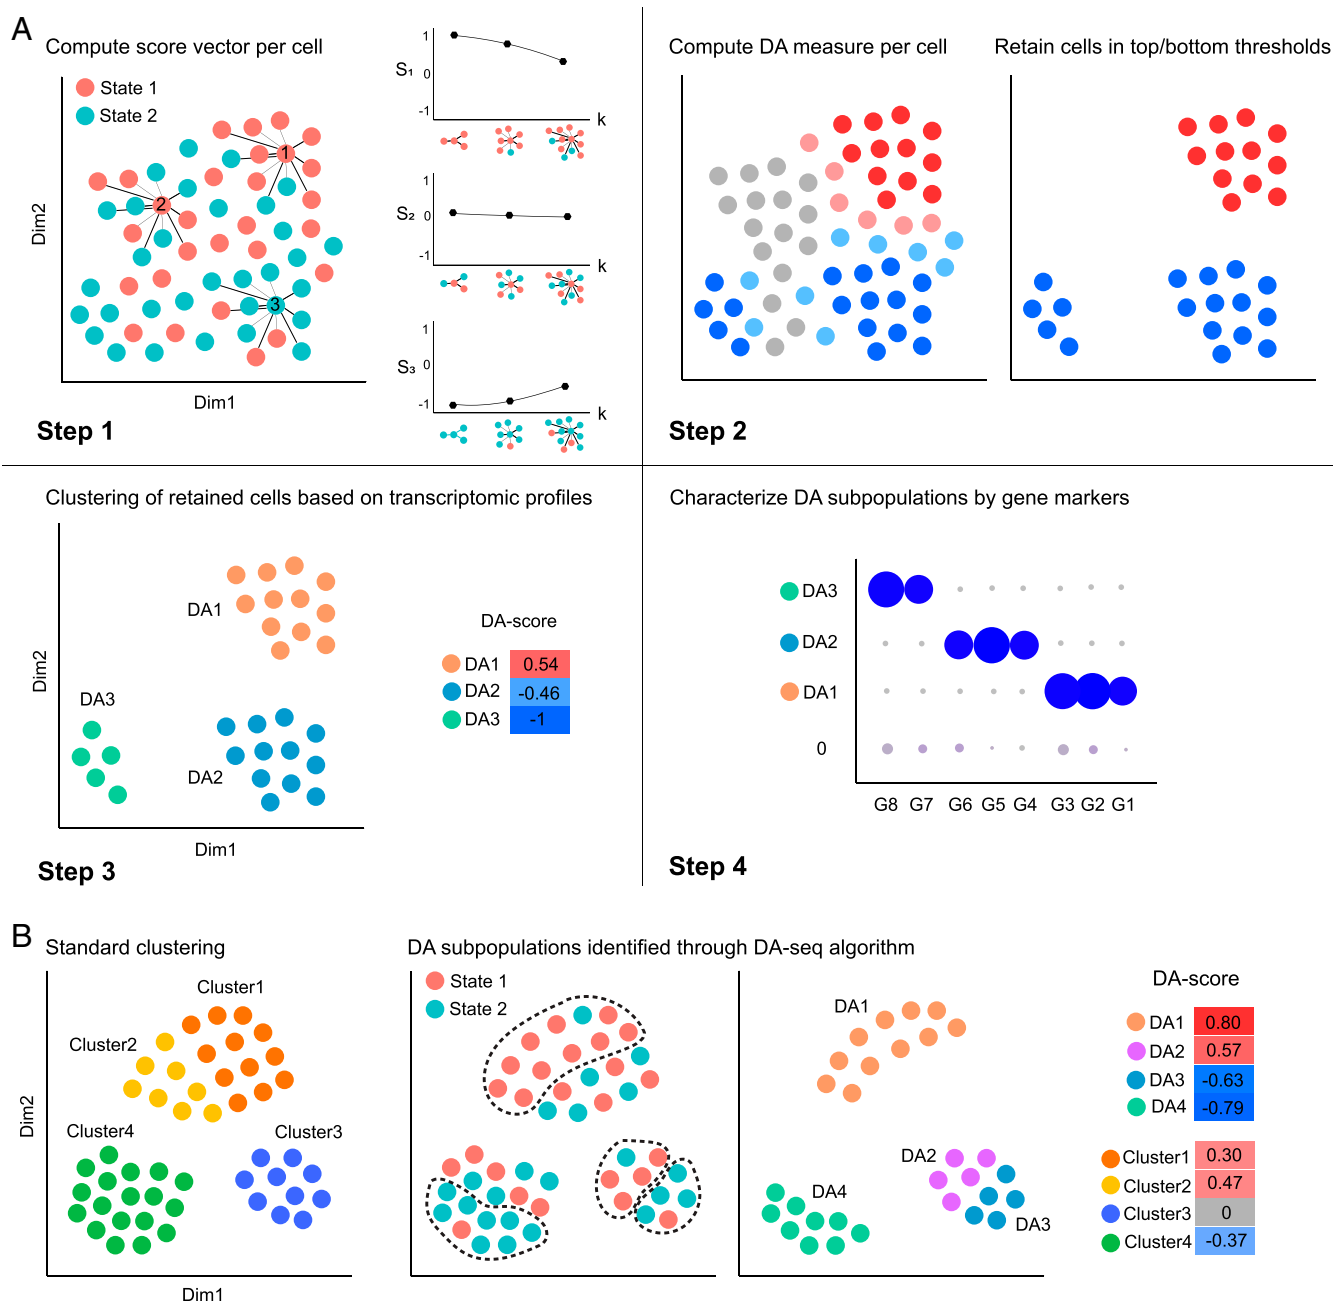 A
Compute score vector per cell
State 1
State 2
1
2
3
Dim2
Dim1
S₁
1
0
-1
k
S₂
1
0
-1
S₃
1
0
-1
k
Step 1
Compute DA measure per cell
Retain cells in top/bottom thresholds
Step 2
Clustering of retained cells based on transcriptomic profiles
DA1
DA3
DA2
Dim2
Dim1
DA-score
DA1 0.54
DA2 -0.46
DA3 -1
Step 3
Characterize DA subpopulations by gene markers
DA3
DA2
DA1
0
G8 G7 G6 G5 G4 G3 G2 G1
Step 4
B
Standard clustering
Cluster1
Cluster2
Cluster4
Cluster3
Dim2
Dim1
DA subpopulations identified through DA-seq algorithm
State 1
State 2
DA1
DA2
DA4
DA3
DA-score
DA1 0.80
DA2 0.57
DA3 -0.63
DA4 -0.79
Cluster1 0.30
Cluster2 0.47
Cluster3 0
Cluster4 -0.37